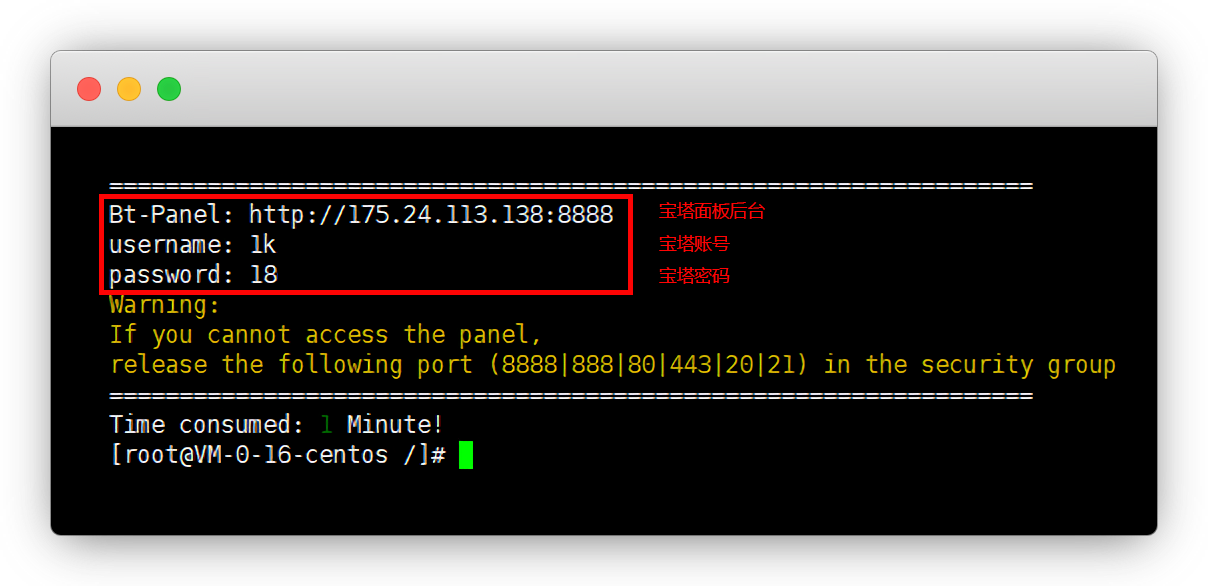 ==================================================================
Bt-Panel: http://175.24.113.138:8888 宝塔面板后台
username: lk 宝塔账号
password: 18 宝塔密码
Warning:
If you cannot access the panel,
release the following port (8888|888|80|443|20|21) in the security group
==================================================================
Time consumed: 1 Minute!
[root@VM-0-16-centos /]#